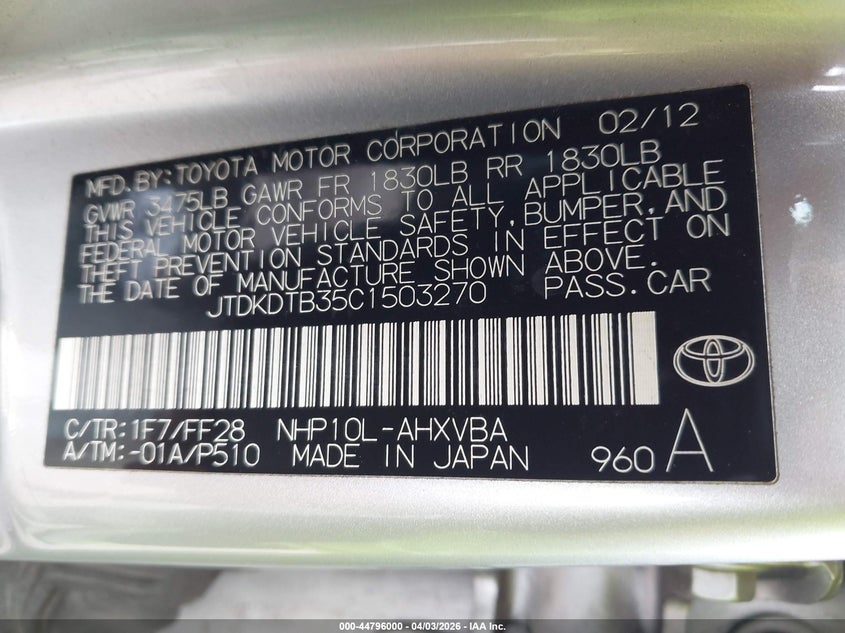 MFD.BY:TOYOTA MOTOR CORPORATION 02/12
GVWR 3475LB GAWR FR 1830LB RR 1830LB
THIS VEHICLE CONFORMS TO ALL APPLICABLE
FEDERAL MOTOR VEHICLE SAFETY,BUMPER,AND
THEFT PREVENTION STANDARDS IN EFFECT ON
THE DATE OF MANUFACTURE SHOWN ABOVE.
JTDKDTB35C1503270 PASS.CAR
C/TR:1F7/FF28 NHP10L-AHXVBA
A/TM:-01A/P510 MADE IN JAPAN 960 A
000-44796000 - 04/03/2026 - IAA Inc.